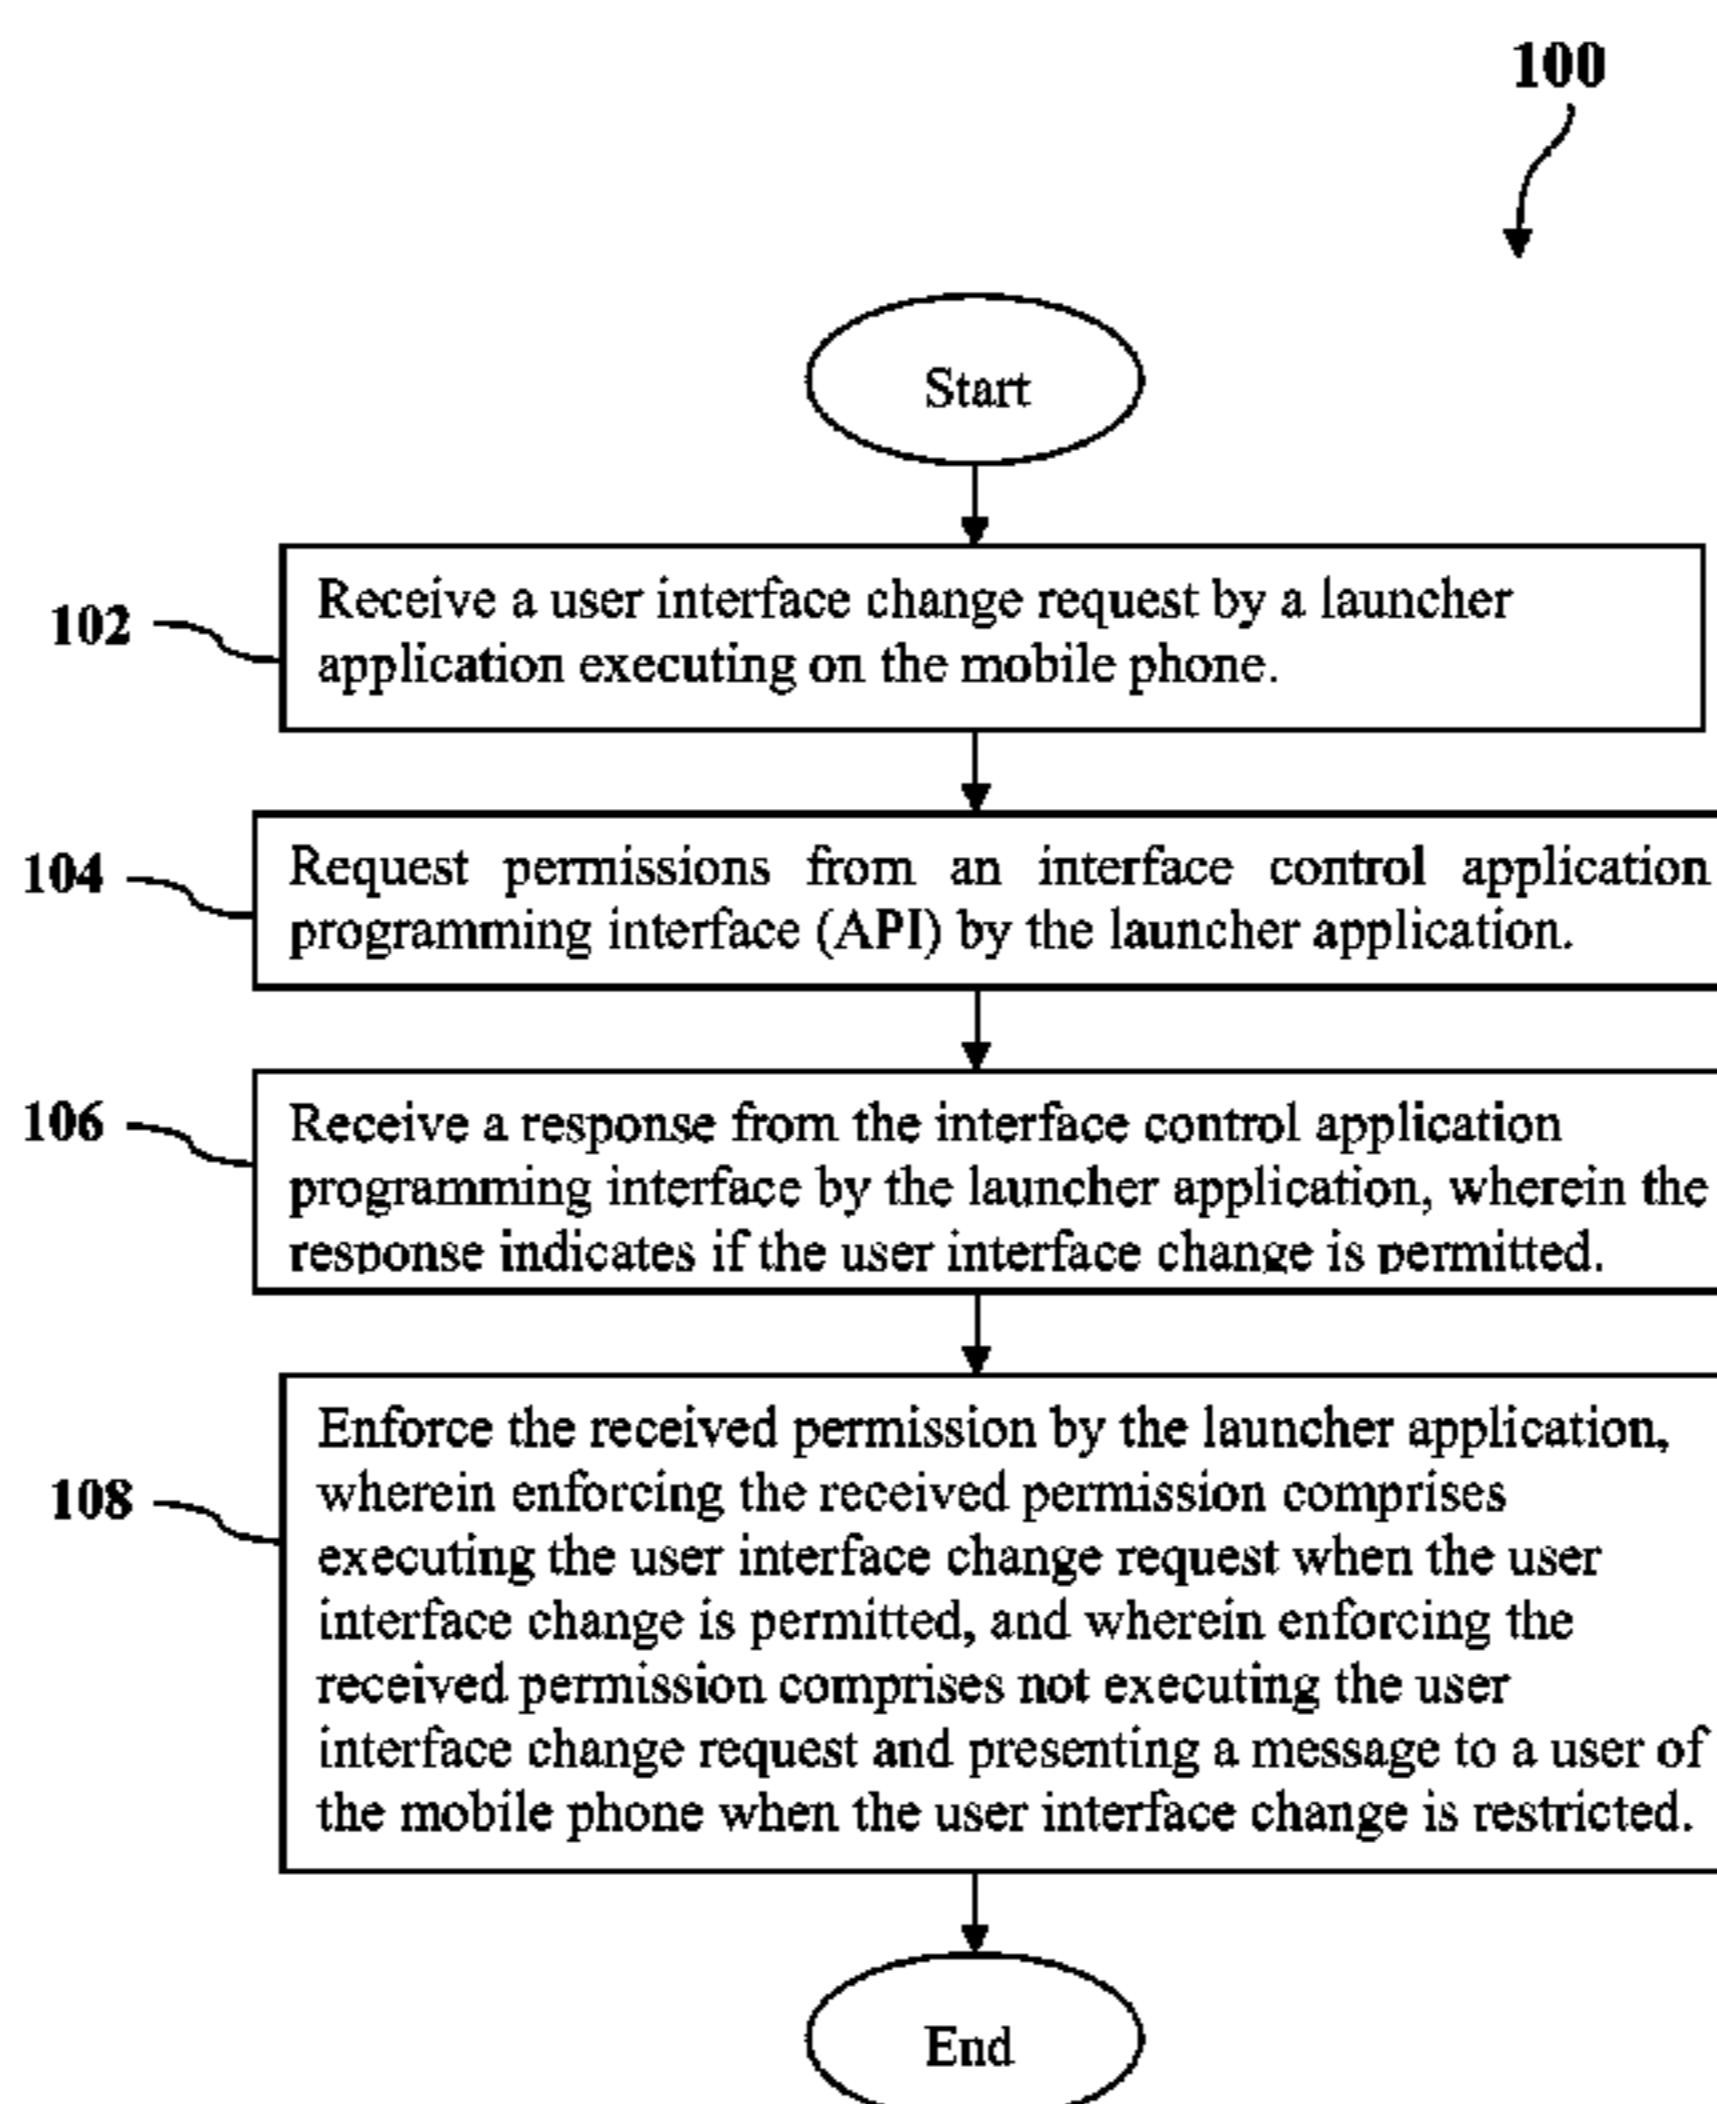 100
Start
102
Receive a user interface change request by a launcher
application executing on the mobile phone.
104
Request permissions from an interface control application
programming interface (API) by the launcher application.
106
Receive a response from the interface control application
programming interface by the launcher application, wherein the
response indicates if the user interface change is permitted.
108
Enforce the received permission by the launcher application,
wherein enforcing the received permission comprises
executing the user interface change request when the user
interface change is permitted, and wherein enforcing the
received permission comprises not executing the user
interface change request and presenting a message to a user of
the mobile phone when the user interface change is restricted.
End